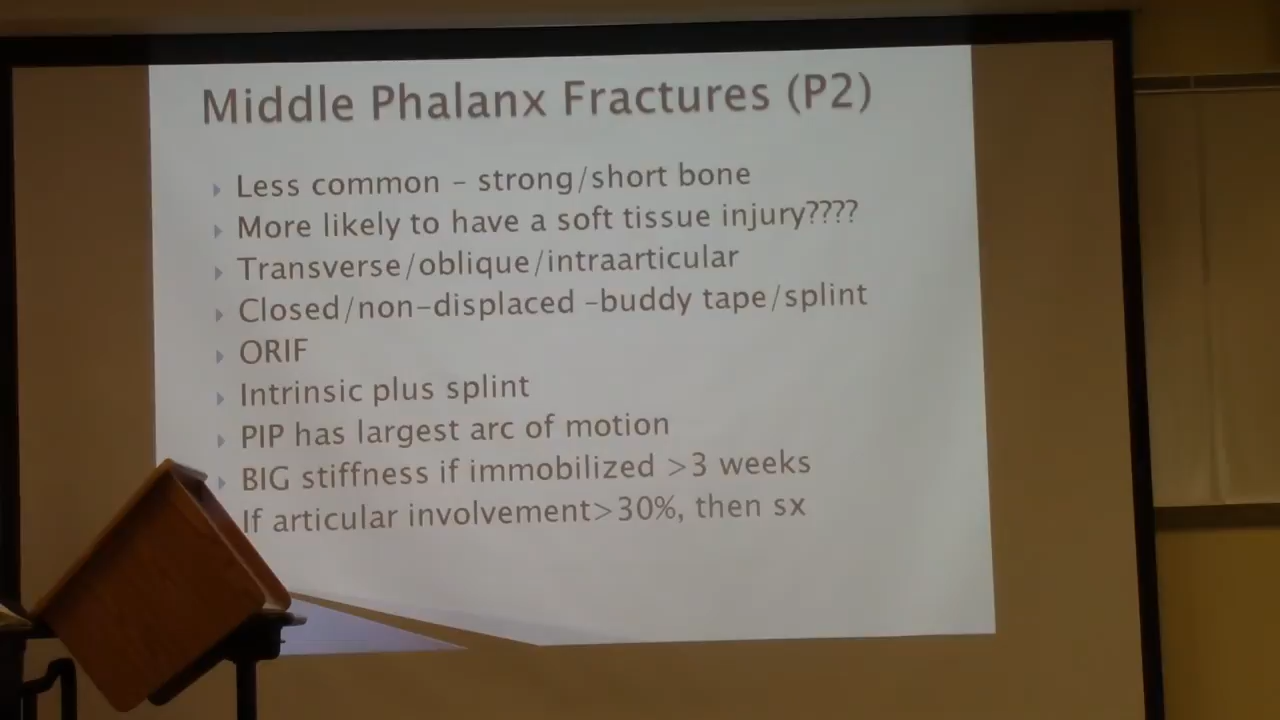 Middle Phalanx Fractures (P2)
Less common – strong/short bone
More likely to have a soft tissue injury????
Transverse/oblique/intraarticular
Closed/non-displaced –buddy tape/splint
ORIF
Intrinsic plus splint
PIP has largest arc of motion
BIG stiffness if immobilized >3 weeks
If articular involvement>30%, then sx